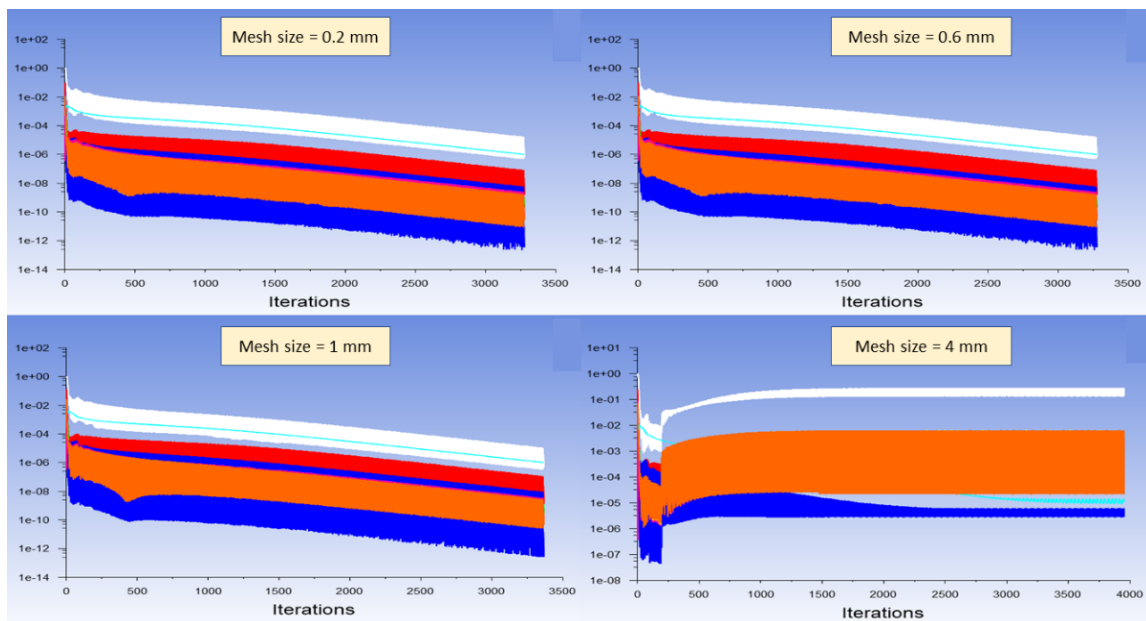 Mesh size = 0.2 mm
1e+02
1e+00
1e-02
1e-04
1e-06
1e-08
1e-10
1e-12
1e-14
0 500 1000 1500 2000 2500 3000 3500
Iterations
Mesh size = 0.6 mm
1e+02
1e+00
1e-02
1e-04
1e-06
1e-08
1e-10
1e-12
1e-14
0 500 1000 1500 2000 2500 3000 3500
Iterations
Mesh size = 1 mm
1e+02
1e+00
1e-02
1e-04
1e-06
1e-08
1e-10
1e-12
1e-14
0 500 1000 1500 2000 2500 3000 3500
Iterations
Mesh size = 4 mm
1e+01
1e+00
1e-01
1e-02
1e-03
1e-04
1e-05
1e-06
1e-07
1e-08
0 500 1000 1500 2000 2500 3000 3500 4000
Iterations